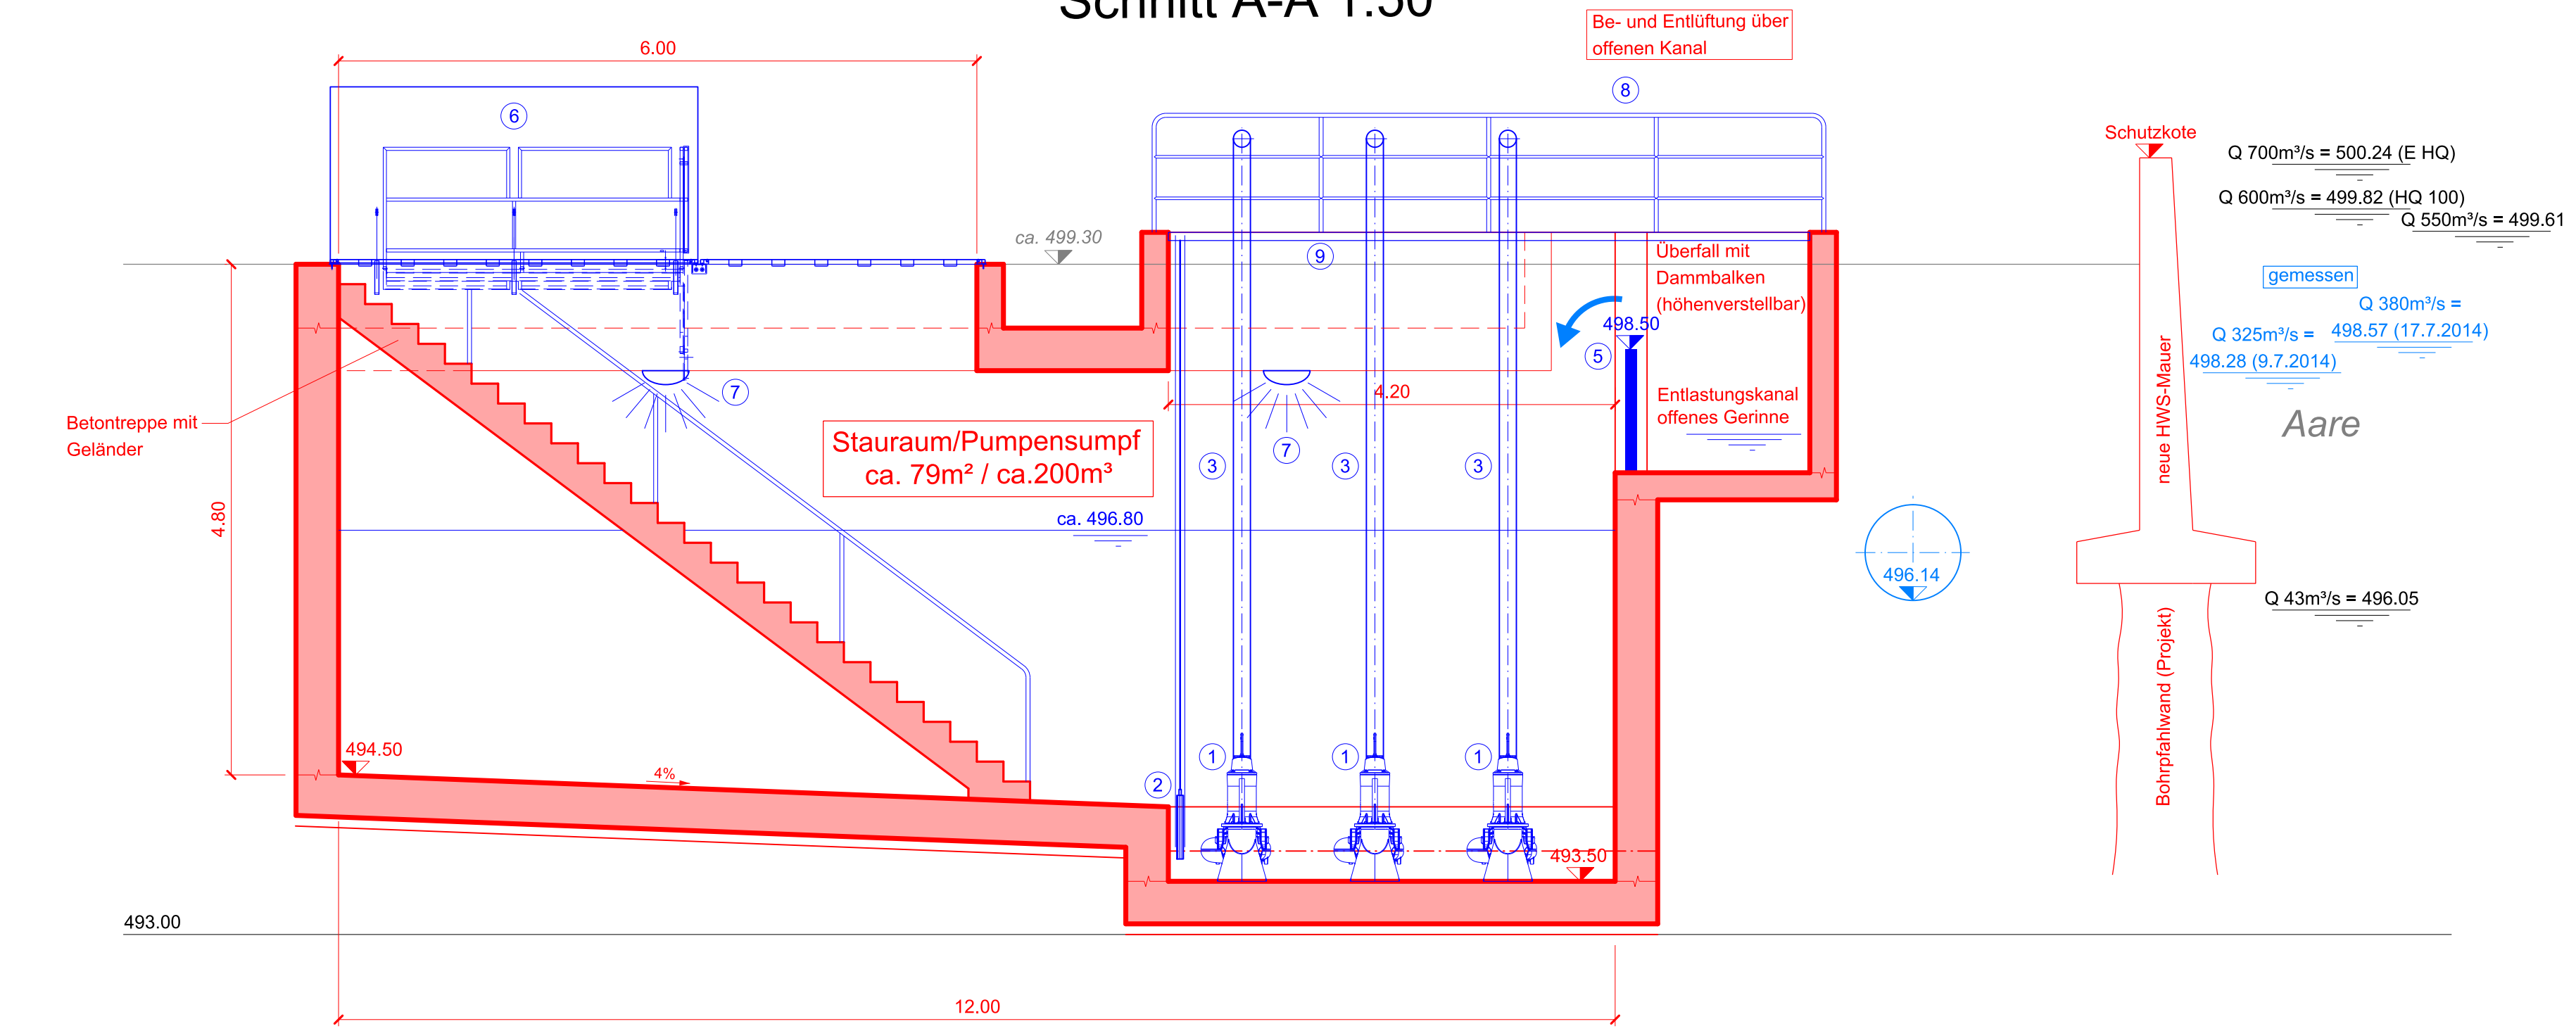 Schnitt A-A 1:50
Be- und Entlüftung über
offenen Kanal
6.00
8
6
Schutzkote
Q 700m³/s = 500.24 (E HQ)
Q 600m³/s = 499.82 (HQ 100)
Q 550m³/s = 499.61
ca. 499.30
9
Überfall mit
Dammbalken
(höhenverstellbar)
gemessen
Q 380m³/s =
498.57 (17.7.2014)
Q 325m³/s =
498.28 (9.7.2014)
498.50
5
7
4.20
Entlastungskanal
offenes Gerinne
neue HWS-Mauer
Aare
Betontreppe mit
Geländer
Stauraum/Pumpensumpf
ca. 79m² / ca.200m³
7
3
3
3
4.80
ca. 496.80
496.14
Q 43m³/s = 496.05
Bohrpfahlwand (Projekt)
494.50
4%
2
1
1
1
493.50
493.00
12.00